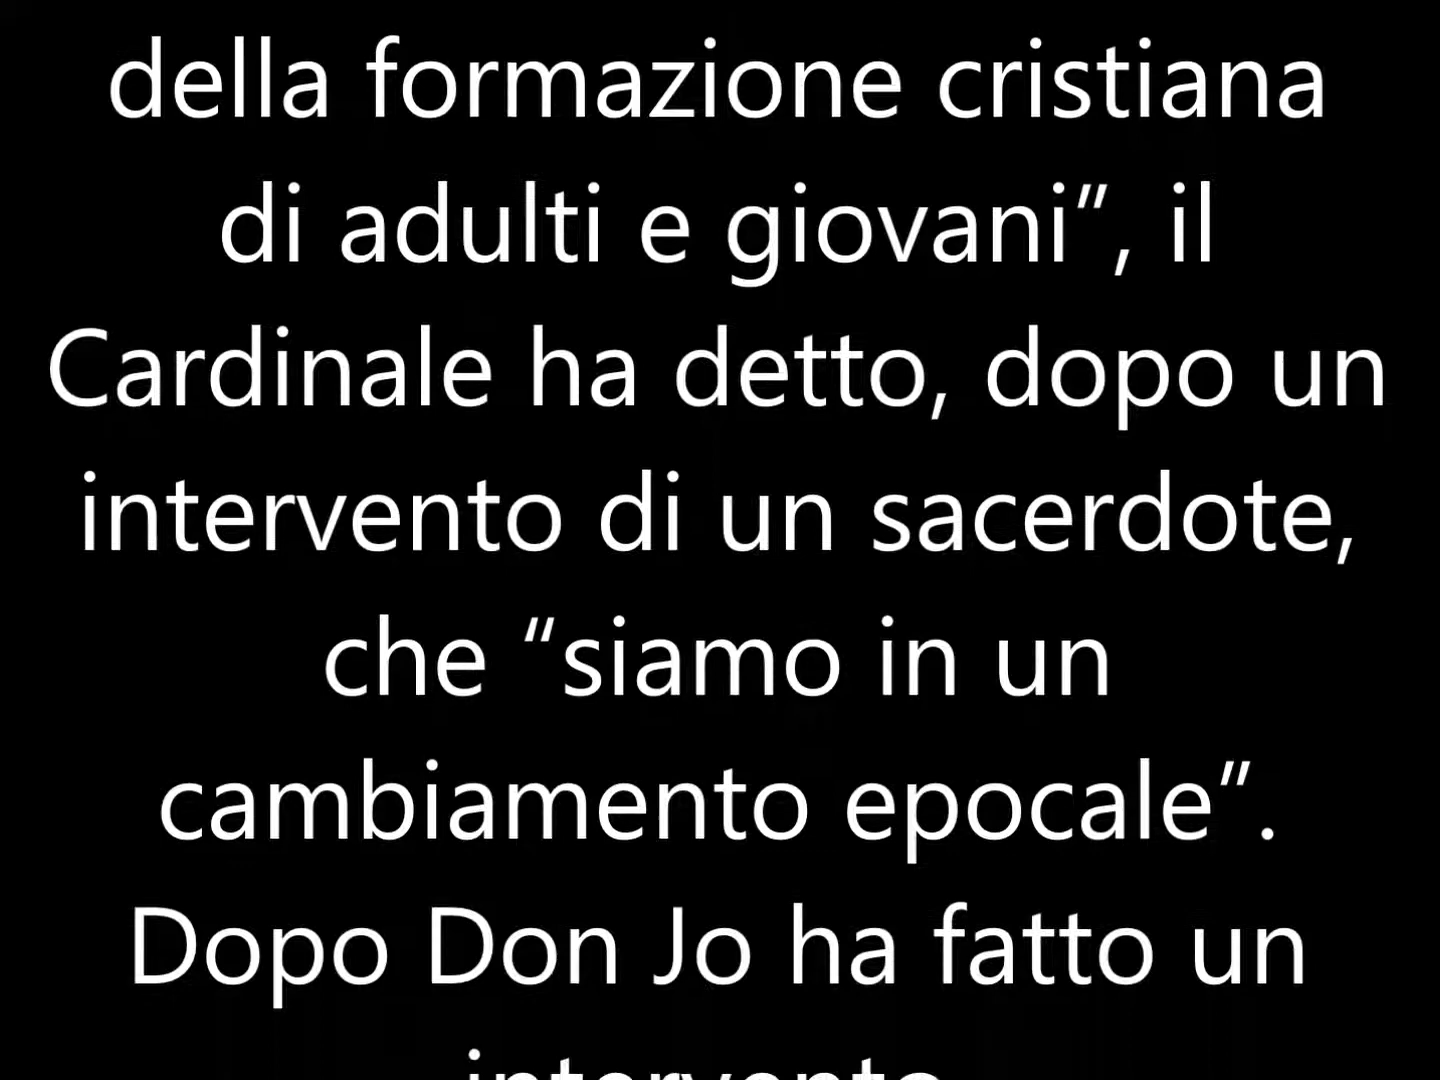 della formazione cristiana
di adulti e giovani”, il
Cardinale ha detto, dopo un
intervento di un sacerdote,
che “siamo in un
cambiamento epocale”.
Dopo Don Jo ha fatto un
intervento